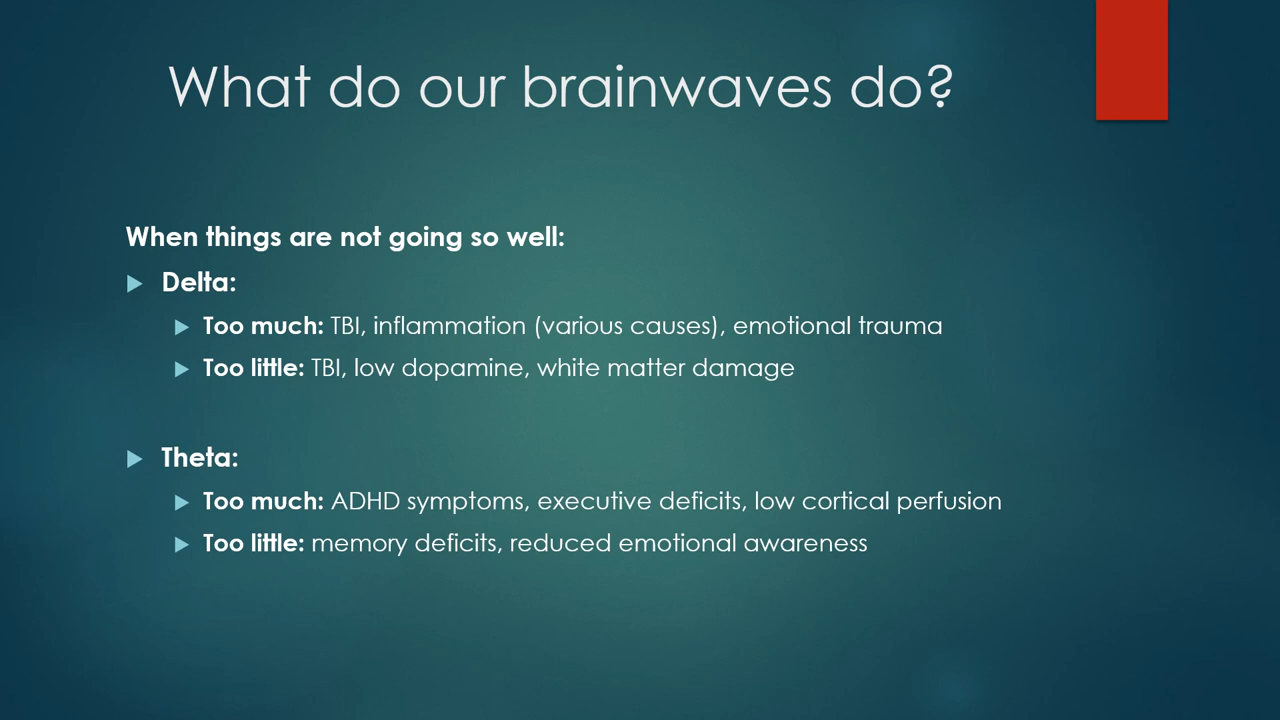 What do our brainwaves do?
When things are not going so well:
Delta:
Too much: TBI, inflammation (various causes), emotional trauma
Too little: TBI, low dopamine, white matter damage
Theta:
Too much: ADHD symptoms, executive deficits, low cortical perfusion
Too little: memory deficits, reduced emotional awareness